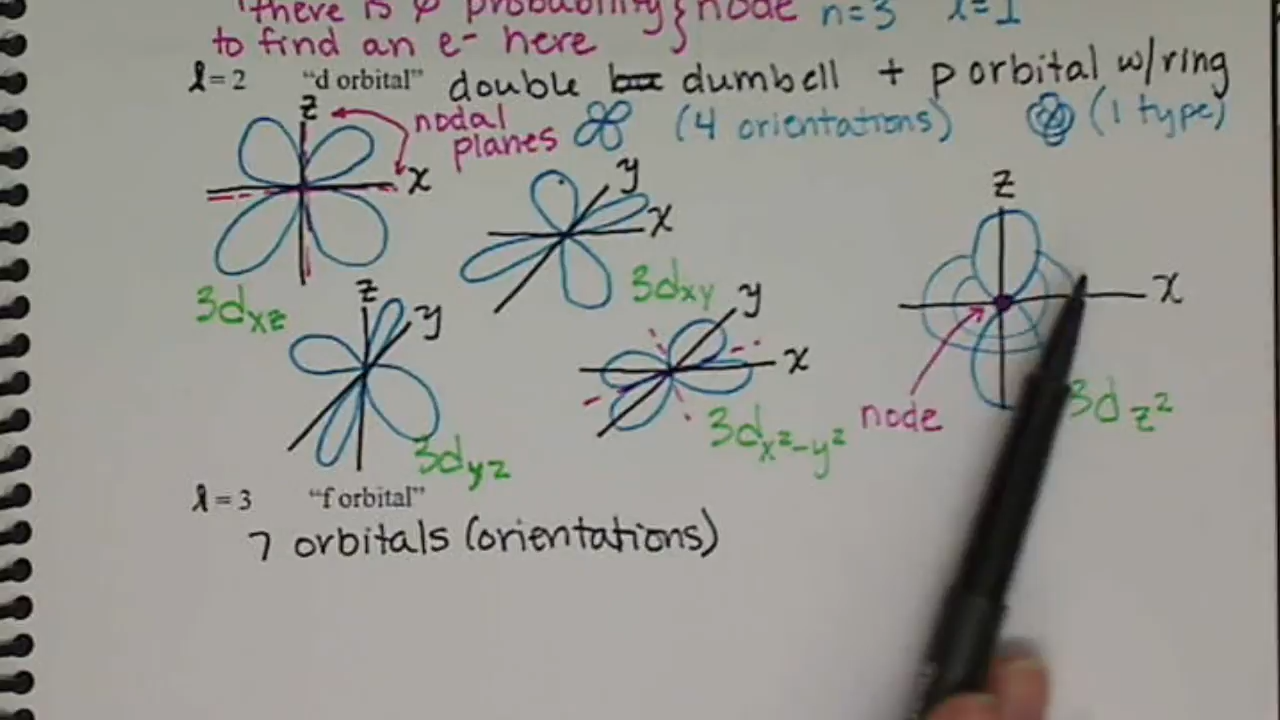 there is ∅ probability } node n=3 l=1
to find an e- here
l = 2 "d orbital" double dumbell + p orbital w/ring
nodal planes (4 orientations) (1 type)
z
x
3dxz
y
x
3dxy
z
x
node
3dz²
z
y
3dyz
y
x
3dx²-y²
l = 3 "f orbital"
7 orbitals (orientations)